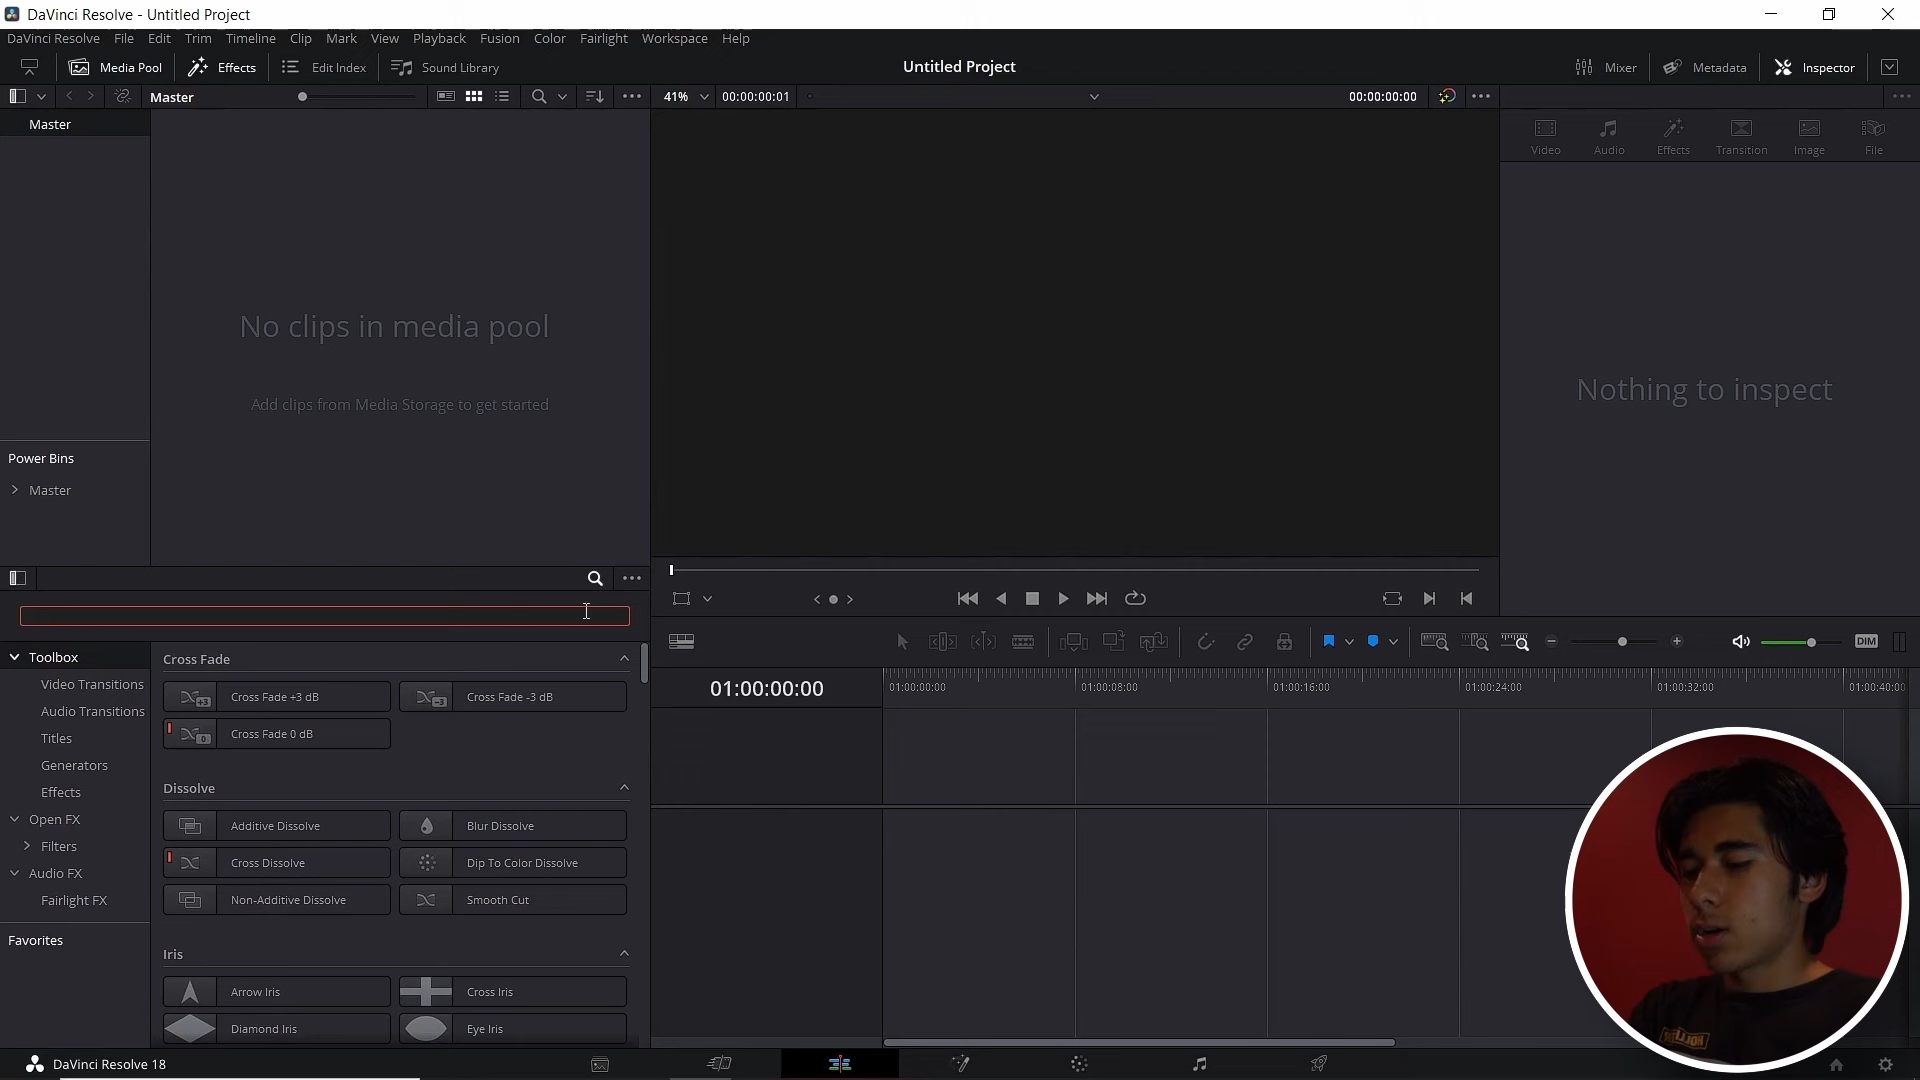 DaVinci Resolve - Untitled Project
DaVinci Resolve File Edit Trim Timeline Clip Mark View Playback Fusion Color Fairlight Workspace Help
Media Pool Effects Edit Index Sound Library Untitled Project Mixer Metadata Inspector
Master 41% 00:00:00:01 00:00:00:00
Master
Video Audio Effects Transition Image File
No clips in media pool
Add clips from Media Storage to get started
Nothing to inspect
Power Bins
Master
DIM
Toolbox
Video Transitions
Audio Transitions
Titles
Generators
Effects
Open FX
Filters
Audio FX
Fairlight FX
Favorites
Cross Fade
Cross Fade +3 dB Cross Fade -3 dB
+3 -3
Cross Fade 0 dB
0
Dissolve
Additive Dissolve Blur Dissolve
Cross Dissolve Dip To Color Dissolve
Non-Additive Dissolve Smooth Cut
Iris
Arrow Iris Cross Iris
Diamond Iris Eye Iris
01:00:00:00
01:00:00:00 01:00:08:00 01:00:16:00 01:00:24:00 01:00:32:00 01:00:40:00
DaVinci Resolve 18